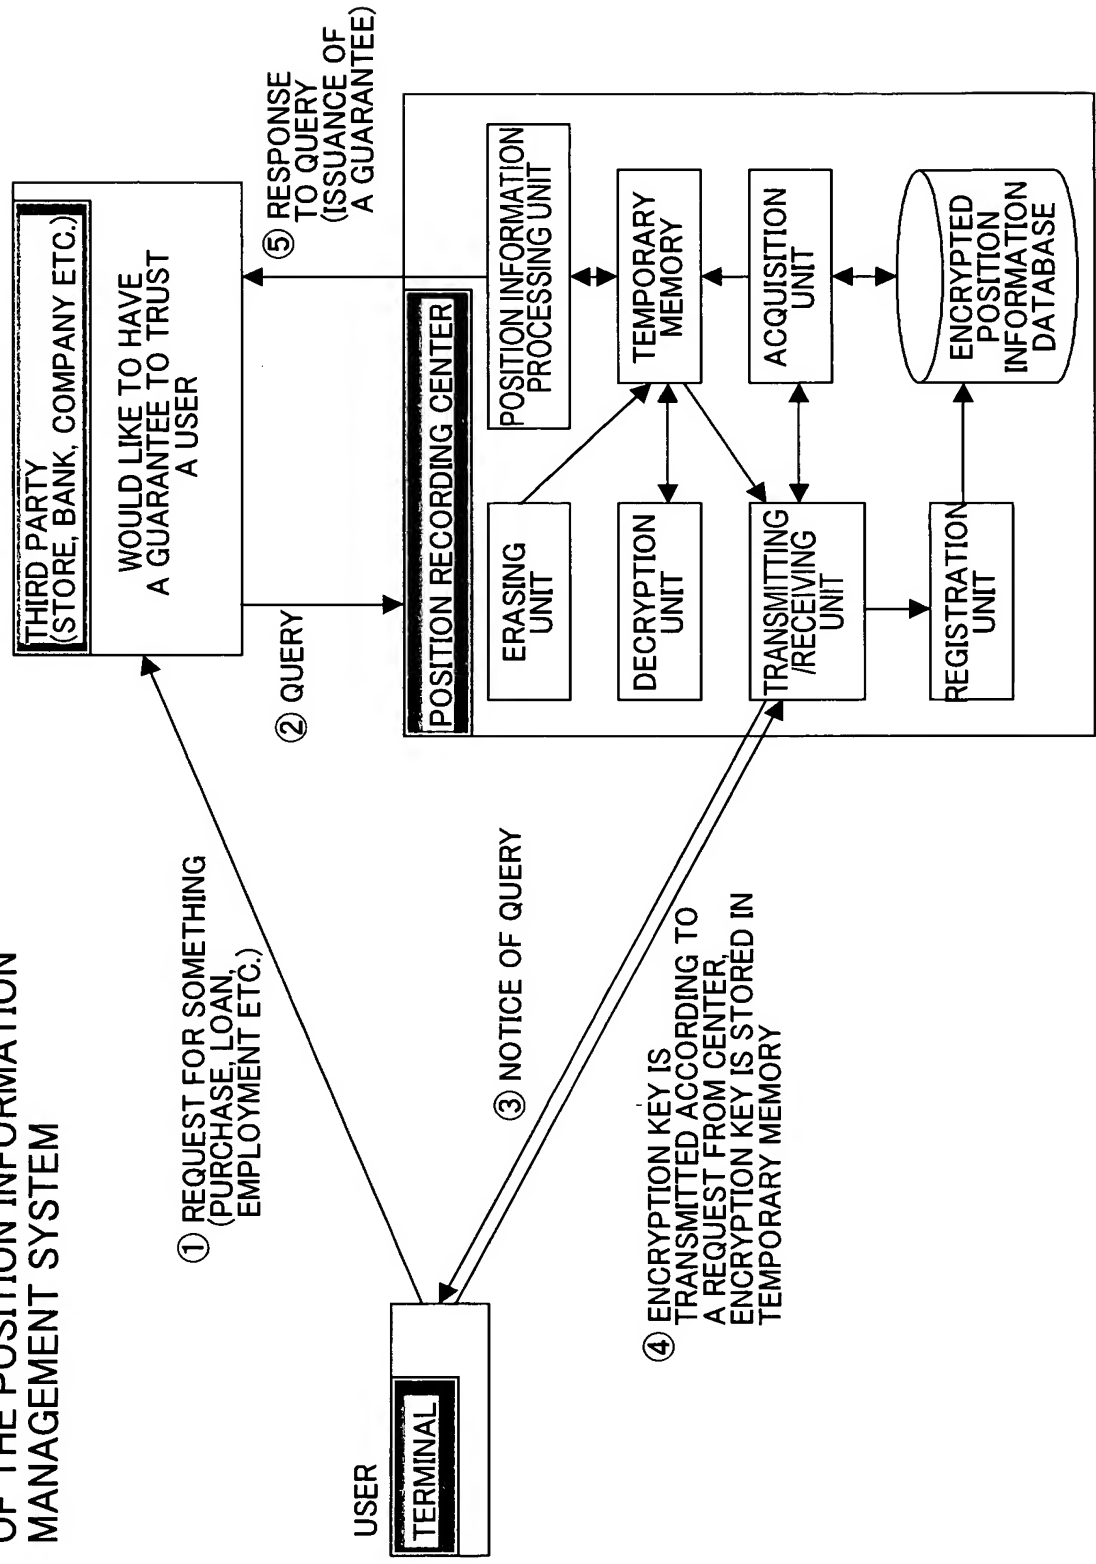 OF THE POSITION INFORMATION
MANAGEMENT SYSTEM
USER
TERMINAL
① REQUEST FOR SOMETHING
(PURCHASE, LOAN,
EMPLOYMENT ETC.)
THIRD PARTY
(STORE, BANK, COMPANY ETC.)
WOULD LIKE TO HAVE
A GUARANTEE TO TRUST
A USER
② QUERY
③ NOTICE OF QUERY
④ ENCRYPTION KEY IS
TRANSMITTED ACCORDING TO
A REQUEST FROM CENTER,
ENCRYPTION KEY IS STORED IN
TEMPORARY MEMORY
⑤ RESPONSE
TO QUERY
(ISSUANCE OF
A GUARANTEE)
POSITION RECORDING CENTER
ERASING
UNIT
POSITION INFORMATION
PROCESSING UNIT
DECRYPTION
UNIT
TEMPORARY
MEMORY
TRANSMITTING
/RECEIVING
UNIT
ACQUISITION
UNIT
REGISTRATION
UNIT
ENCRYPTED
POSITION
INFORMATION
DATABASE